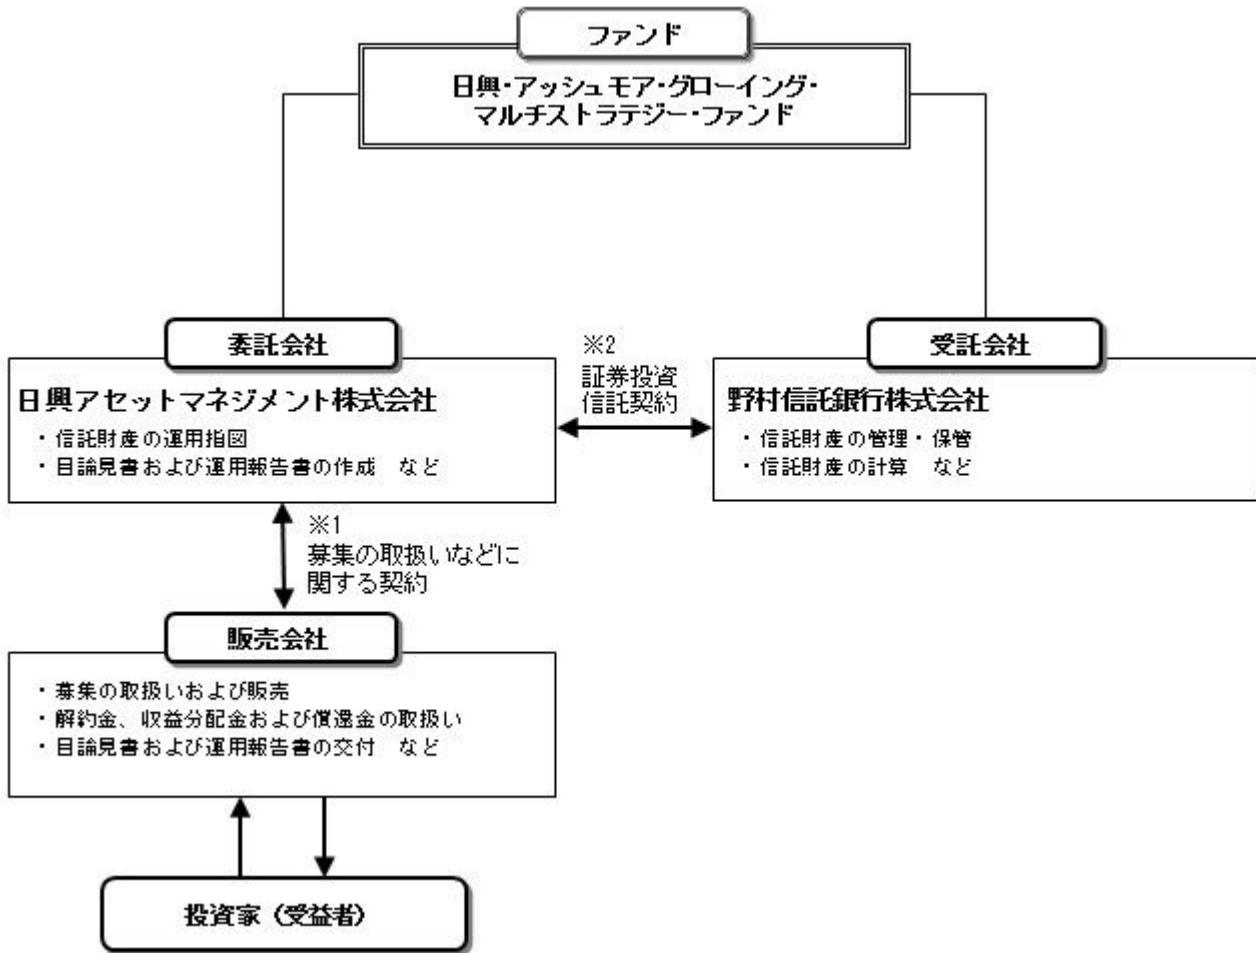 ファンド
日興・アッシュモア・グローイング・
マルチストラテジー・ファンド
委託会社
日興アセットマネジメント株式会社
・信託財産の運用指図
・目論見書および運用報告書の作成　など
※2
証券投資
信託契約
受託会社
野村信託銀行株式会社
・信託財産の管理・保管
・信託財産の計算　など
※1
募集の取扱いなどに
関する契約
販売会社
・募集の取扱いおよび販売
・解約金、収益分配金および償還金の取扱い
・目論見書および運用報告書の交付　など
投資家（受益者）